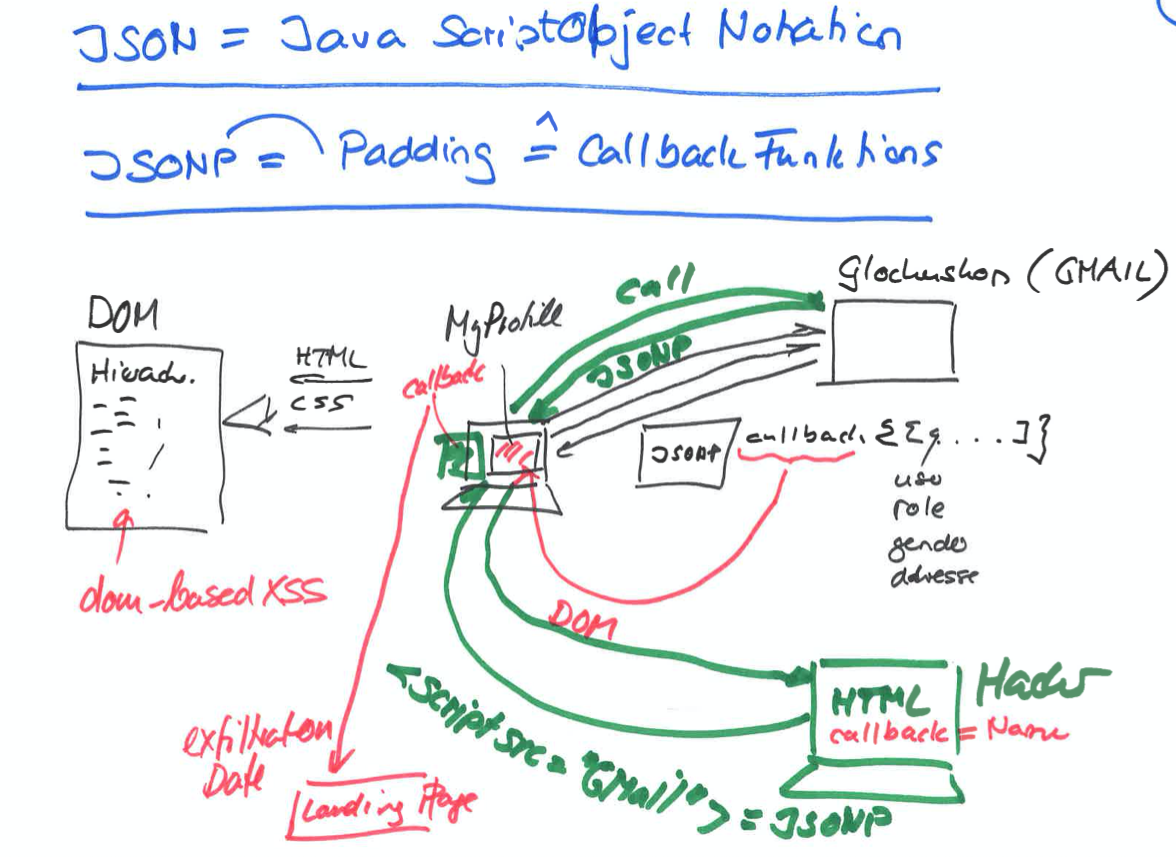 JSON = Java ScriptObject Notation
JSONP = Padding ≙ Callback Funktions
Glockenshop (GMAIL)
call
DOM
MyProfile
JSONP
Hierach.
HTML
CSS
callback
JSONP
callback {[{ . . . . ]}
user
role
gender
adresse
dom-based XSS
DOM
HTML
Hacker
callback = Name
<Script src = "GMail"> = JSONP
exfiltration
Date
Landing Page